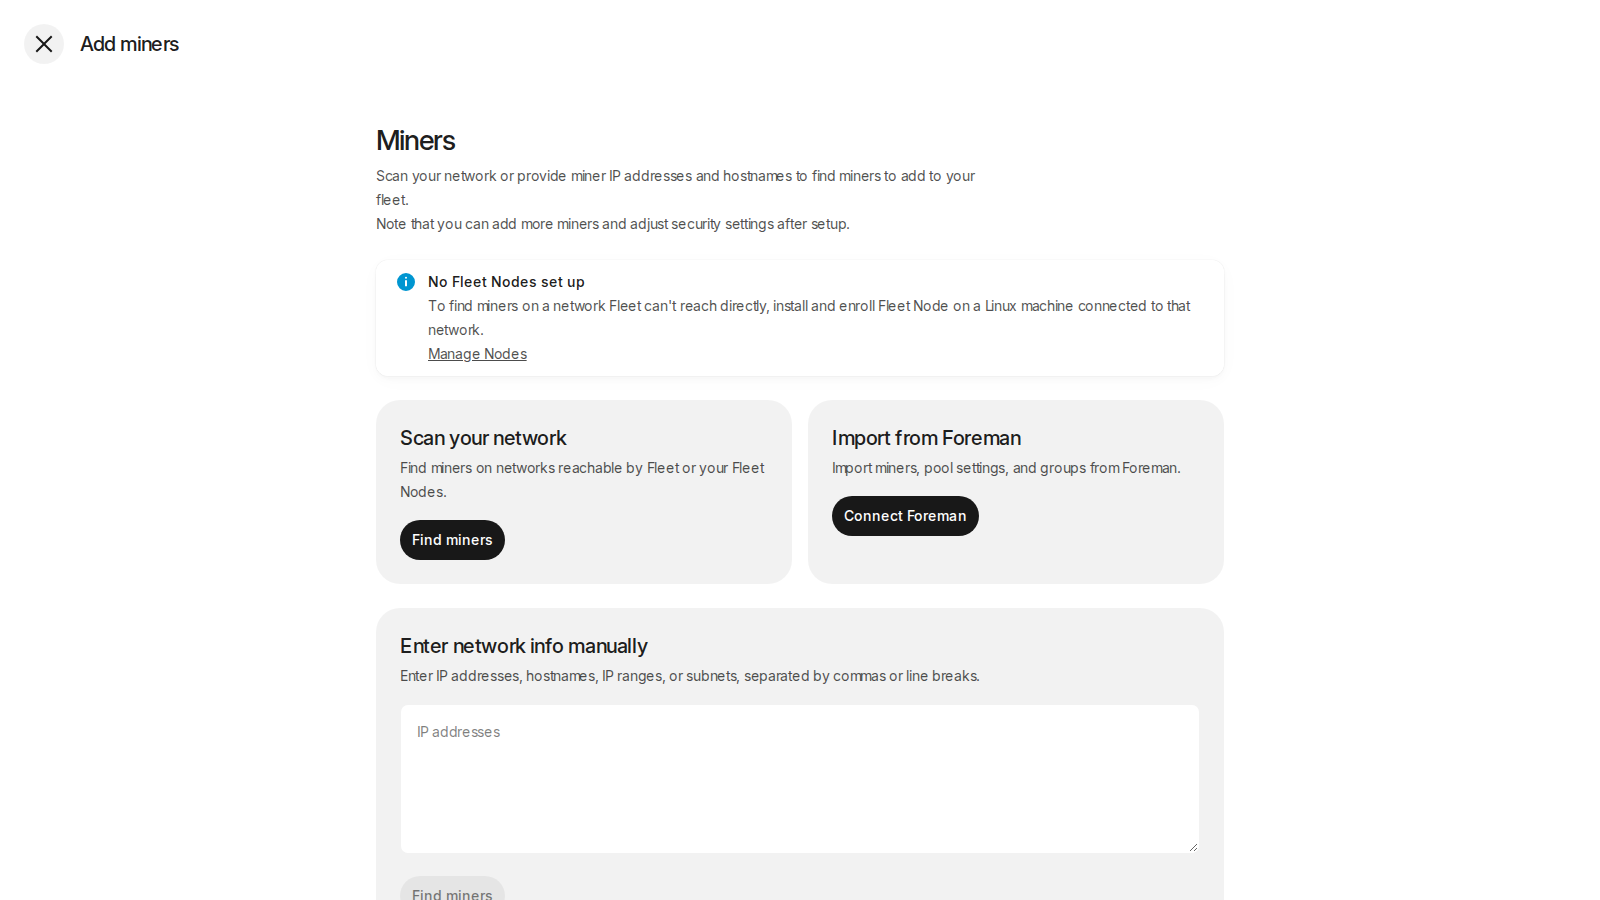 Add miners
Miners
Scan your network or provide miner IP addresses and hostnames to find miners to add to your
fleet.
Note that you can add more miners and adjust security settings after setup.
No Fleet Nodes set up
To find miners on a network Fleet can't reach directly, install and enroll Fleet Node on a Linux machine connected to that
network.
Manage Nodes
Scan your network
Find miners on networks reachable by Fleet or your Fleet
Nodes.
Find miners
Import from Foreman
Import miners, pool settings, and groups from Foreman.
Connect Foreman
Enter network info manually
Enter IP addresses, hostnames, IP ranges, or subnets, separated by commas or line breaks.
IP addresses
Find miners